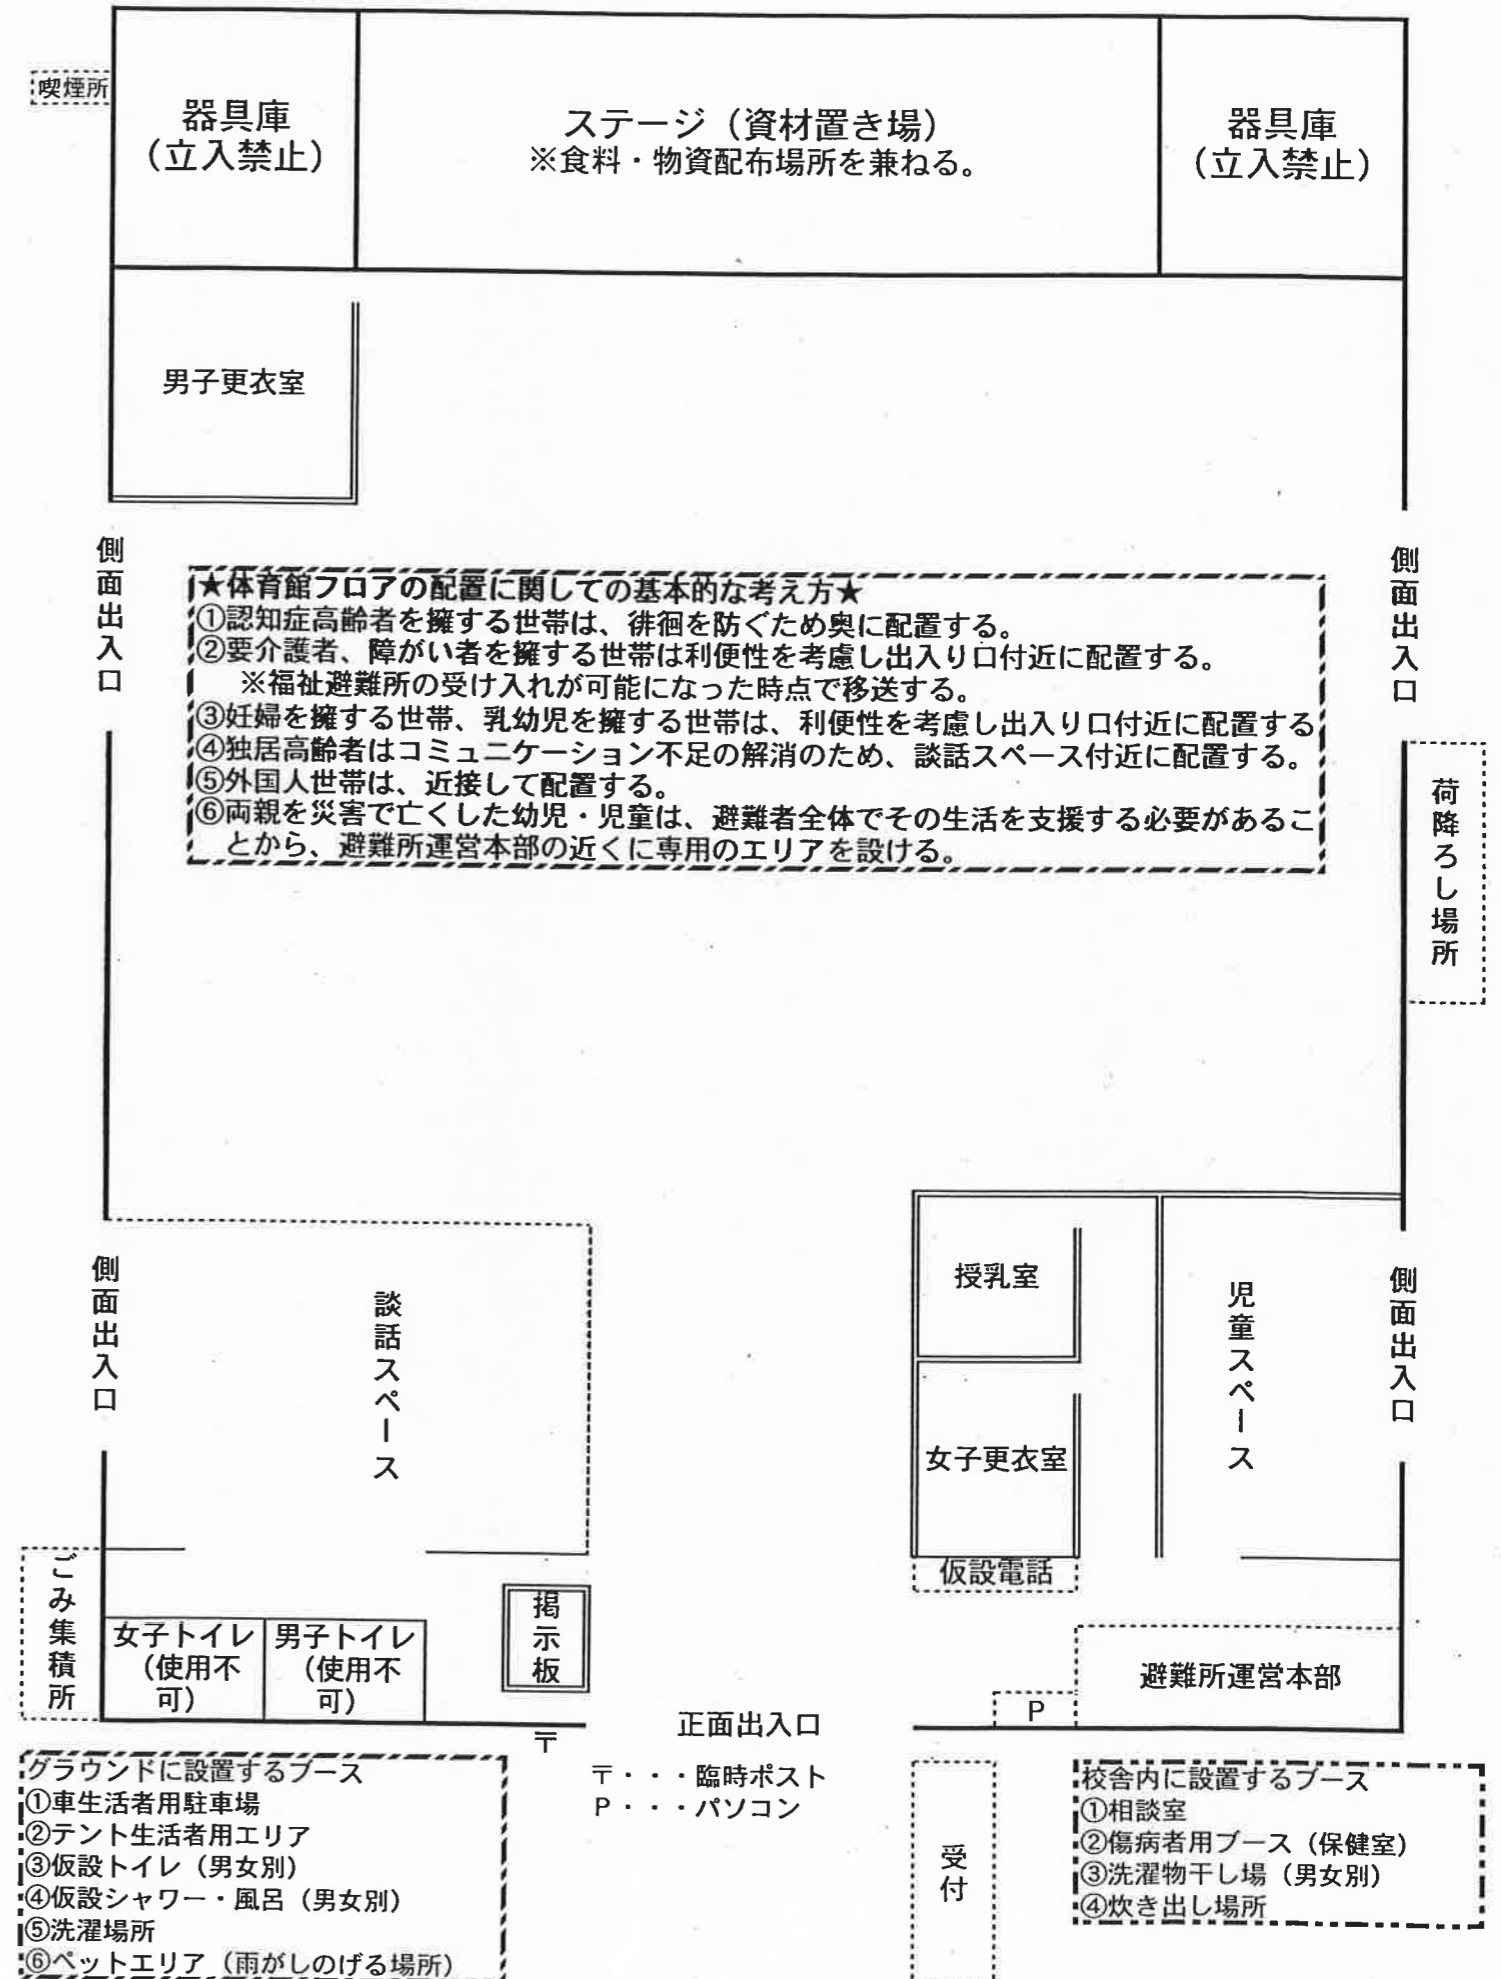 喫煙所
器具庫
（立入禁止）
ステージ（資材置き場）
※食料・物資配布場所を兼ねる。
器具庫
（立入禁止）
男子更衣室
側面出入口
側面出入口
★体育館フロアの配置に関しての基本的な考え方★
①認知症高齢者を擁する世帯は、徘徊を防ぐため奥に配置する。
②要介護者、障がい者を擁する世帯は利便性を考慮し出入り口付近に配置する。
※福祉避難所の受け入れが可能になった時点で移送する。
③妊婦を擁する世帯、乳幼児を擁する世帯は、利便性を考慮し出入り口付近に配置する
④独居高齢者はコミュニケーション不足の解消のため、談話スペース付近に配置する。
⑤外国人世帯は、近接して配置する。
⑥両親を災害で亡くした幼児・児童は、避難者全体でその生活を支援する必要があるこ
とから、避難所運営本部の近くに専用のエリアを設ける。
荷降ろし場所
側面出入口
談話スペース
授乳室
児童スペース
側面出入口
女子更衣室
仮設電話
ごみ集積所
女子トイレ
（使用不
可）
男子トイレ
（使用不
可）
掲示板
避難所運営本部
P
正面出入口
〒
〒・・・臨時ポスト
P・・・パソコン
受付
グラウンドに設置するブース
①車生活者用駐車場
②テント生活者用エリア
③仮設トイレ（男女別）
④仮設シャワー・風呂（男女別）
⑤洗濯場所
⑥ペットエリア（雨がしのげる場所）
校舎内に設置するブース
①相談室
②傷病者用ブース（保健室）
③洗濯物干し場（男女別）
④炊き出し場所